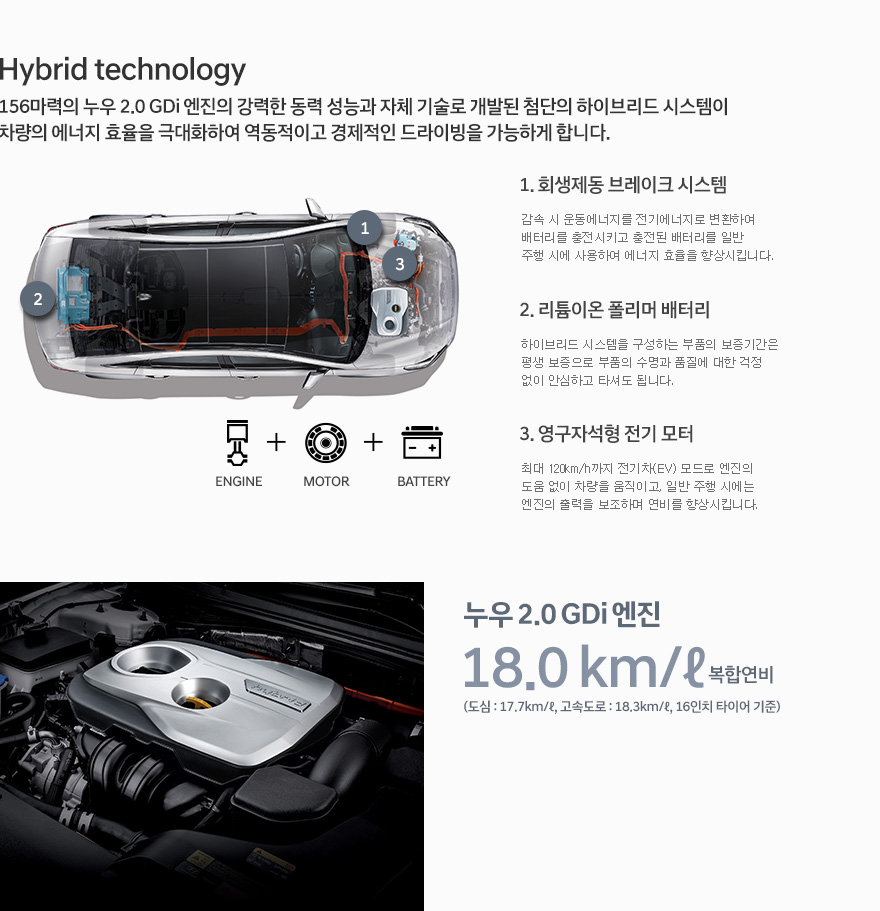 Hybrid technology
156마력의 누우 2.0 GDi 엔진의 강력한 동력 성능과 자체 기술로 개발된 첨단의 하이브리드 시스템이
차량의 에너지 효율을 극대화하여 역동적이고 경제적인 드라이빙을 가능하게 합니다.
1
2
3
ENGINE + MOTOR + BATTERY
1. 회생제동 브레이크 시스템
감속 시 운동에너지를 전기에너지로 변환하여
배터리를 충전시키고 충전된 배터리를 일반
주행 시에 사용하여 에너지 효율을 향상시킵니다.
2. 리튬이온 폴리머 배터리
하이브리드 시스템을 구성하는 부품의 보증기간은
평생 보증으로 부품의 수명과 품질에 대한 걱정
없이 안심하고 타셔도 됩니다.
3. 영구자석형 전기 모터
최대 120km/h까지 전기차(EV) 모드로 엔진의
도움 없이 차량을 움직이고, 일반 주행 시에는
엔진의 출력을 보조하며 연비를 향상시킵니다.
누우 2.0 GDi 엔진
18.0 km/ℓ 복합연비
(도심 : 17.7km/ℓ, 고속도로 : 18.3km/ℓ, 16인치 타이어 기준)